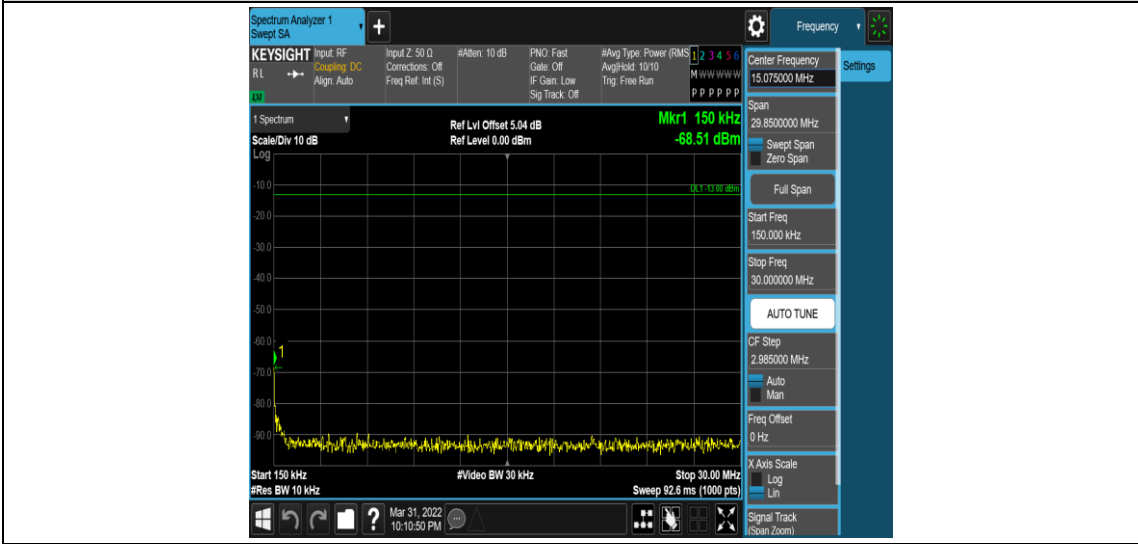 Spectrum Analyzer 1
Swept SA
+
Frequency
KEYSIGHT
RL
Input: RF
Coupling: DC
Align: Auto
Input Z: 50 Ω
Corrections: Off
Freq Ref: Int (S)
#Atten: 10 dB
PNO: Fast
Gate: Off
IF Gain: Low
Sig Track: Off
#Avg Type: Power (RMS
Avg|Hold: 10/10
Trig: Free Run
1 2 3 4 5 6
M W W W W W
P P P P P P
1 Spectrum
Scale/Div 10 dB
Log
Ref Lvl Offset 5.04 dB
Ref Level 0.00 dBm
Mkr1 150 kHz
-68.51 dBm
DL1 -13.00 dBm
-10.0
-20.0
-30.0
-40.0
-50.0
-60.0
1
-70.0
-80.0
-90.0
Start 150 kHz
#Res BW 10 kHz
#Video BW 30 kHz
Stop 30.00 MHz
Sweep 92.6 ms (1000 pts)
?
Mar 31, 2022
10:10:50 PM
Center Frequency
15.075000 MHz
Settings
Span
29.8500000 MHz
Swept Span
Zero Span
Full Span
Start Freq
150.000 kHz
Stop Freq
30.000000 MHz
AUTO TUNE
CF Step
2.985000 MHz
Auto
Man
Freq Offset
0 Hz
X Axis Scale
Log
Lin
Signal Track
(Span Zoom)